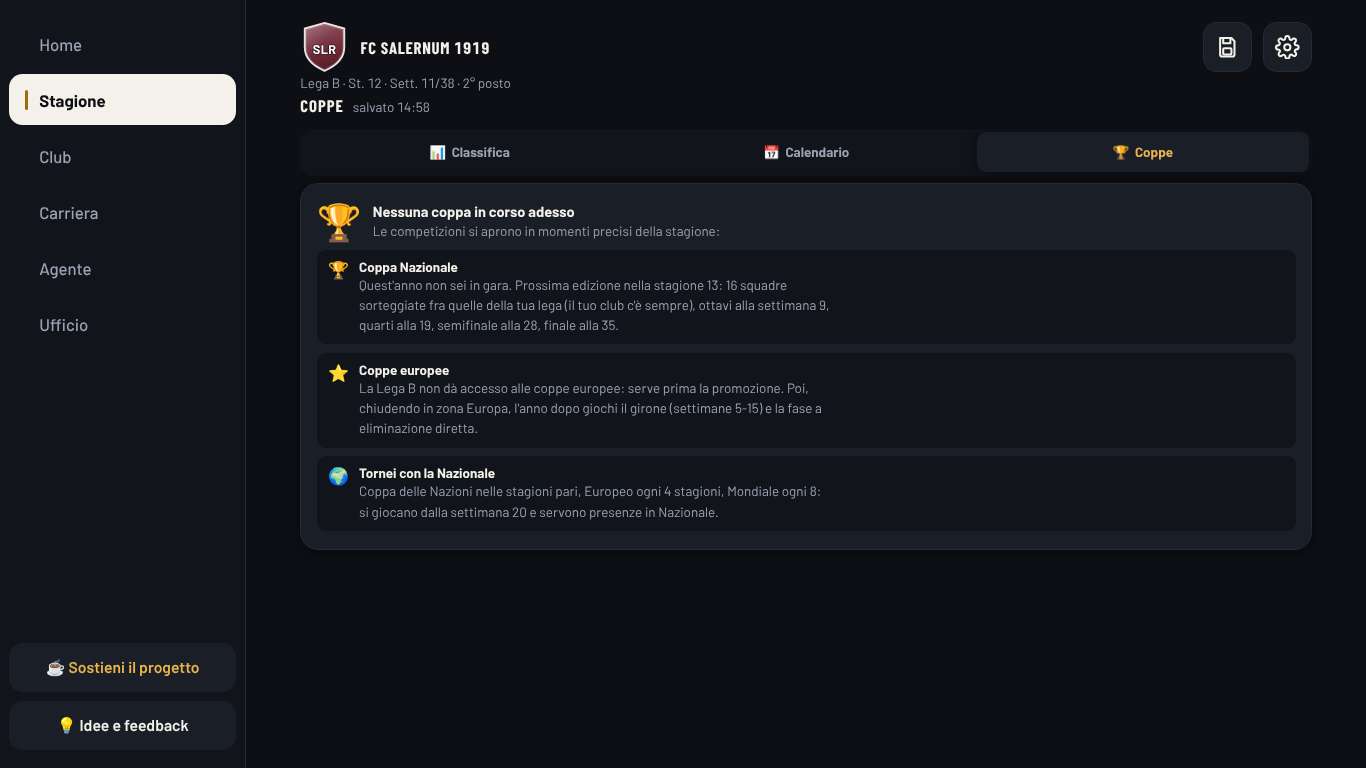 Home
Stagione
Club
Carriera
Agente
Ufficio
☕ Sostieni il progetto
💡 Idee e feedback
SLR
FC SALERNUM 1919
Lega B · St. 12 · Sett. 11/38 · 2° posto
COPPE salvato 14:58
📊 Classifica
📅 Calendario
🏆 Coppe
Nessuna coppa in corso adesso
Le competizioni si aprono in momenti precisi della stagione:
Coppa Nazionale
Quest'anno non sei in gara. Prossima edizione nella stagione 13: 16 squadre
sorteggiate fra quelle della tua lega (il tuo club c'è sempre), ottavi alla settimana 9,
quarti alla 19, semifinale alla 28, finale alla 35.
Coppe europee
La Lega B non dà accesso alle coppe europee: serve prima la promozione. Poi,
chiudendo in zona Europa, l'anno dopo giochi il girone (settimane 5-15) e la fase a
eliminazione diretta.
Tornei con la Nazionale
Coppa delle Nazioni nelle stagioni pari, Europeo ogni 4 stagioni, Mondiale ogni 8:
si giocano dalla settimana 20 e servono presenze in Nazionale.